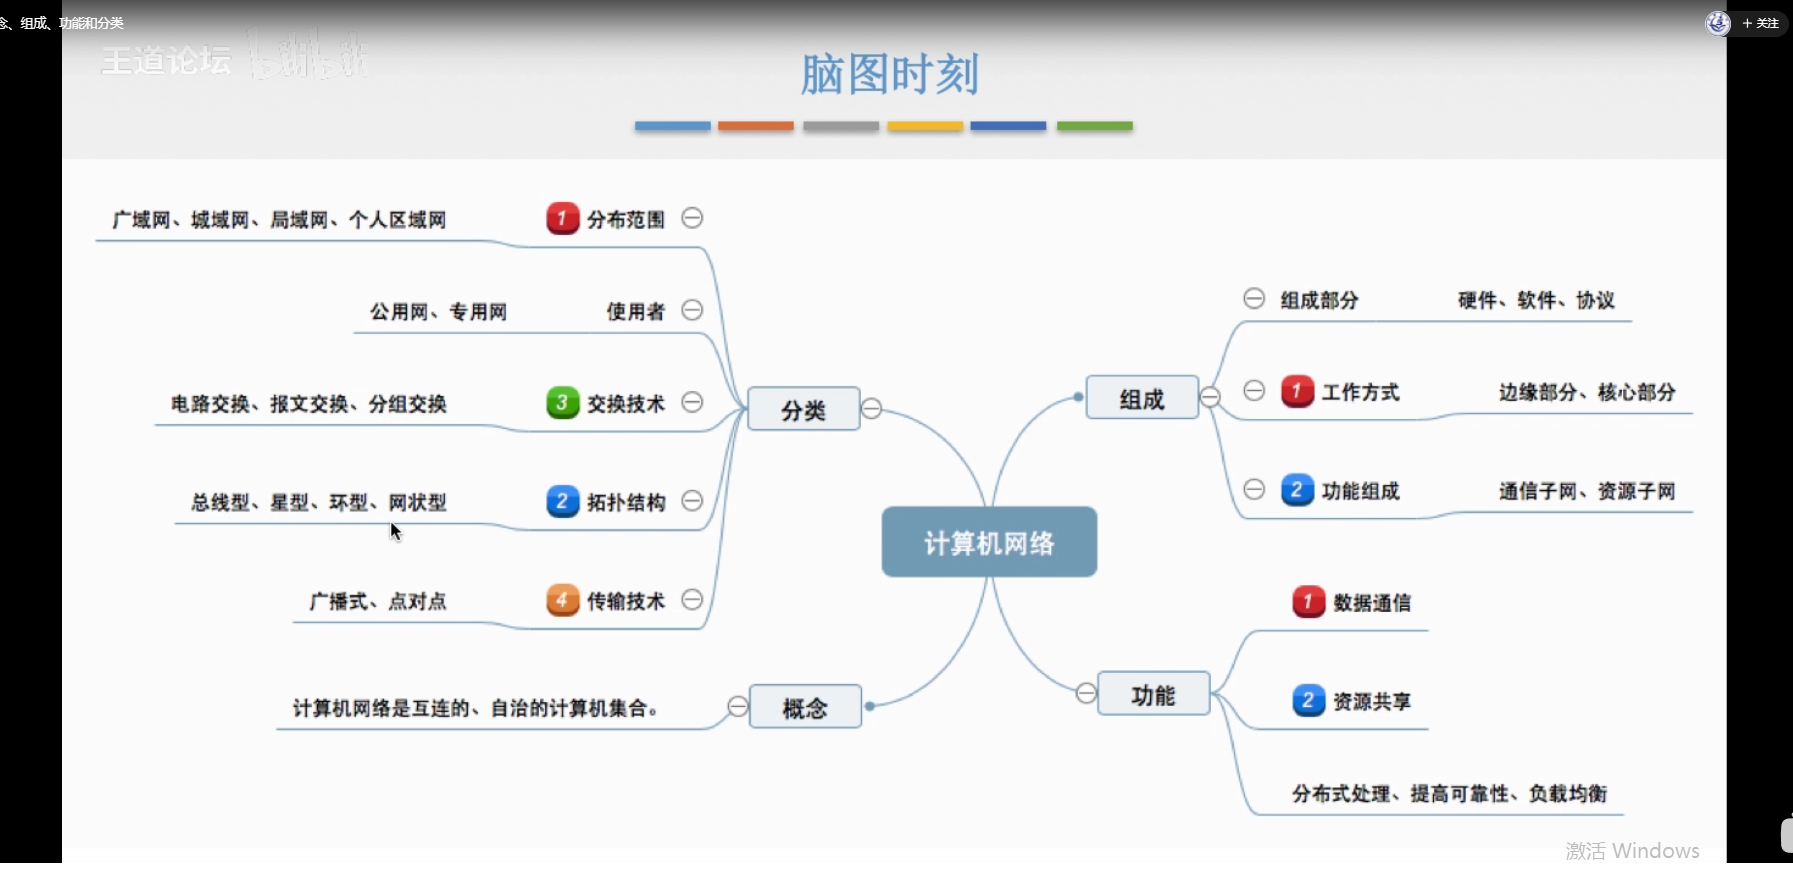 念、组成、功能和分类
+ 关注
王道论坛 bilibili
脑图时刻
广域网、城域网、局域网、个人区域网
1 分布范围
公用网、专用网
使用者
电路交换、报文交换、分组交换
3 交换技术
总线型、星型、环型、网状型
2 拓扑结构
广播式、点对点
4 传输技术
分类
计算机网络是互连的、自治的计算机集合。
概念
计算机网络
组成
组成部分
硬件、软件、协议
1 工作方式
边缘部分、核心部分
2 功能组成
通信子网、资源子网
功能
1 数据通信
2 资源共享
分布式处理、提高可靠性、负载均衡
激活 Windows